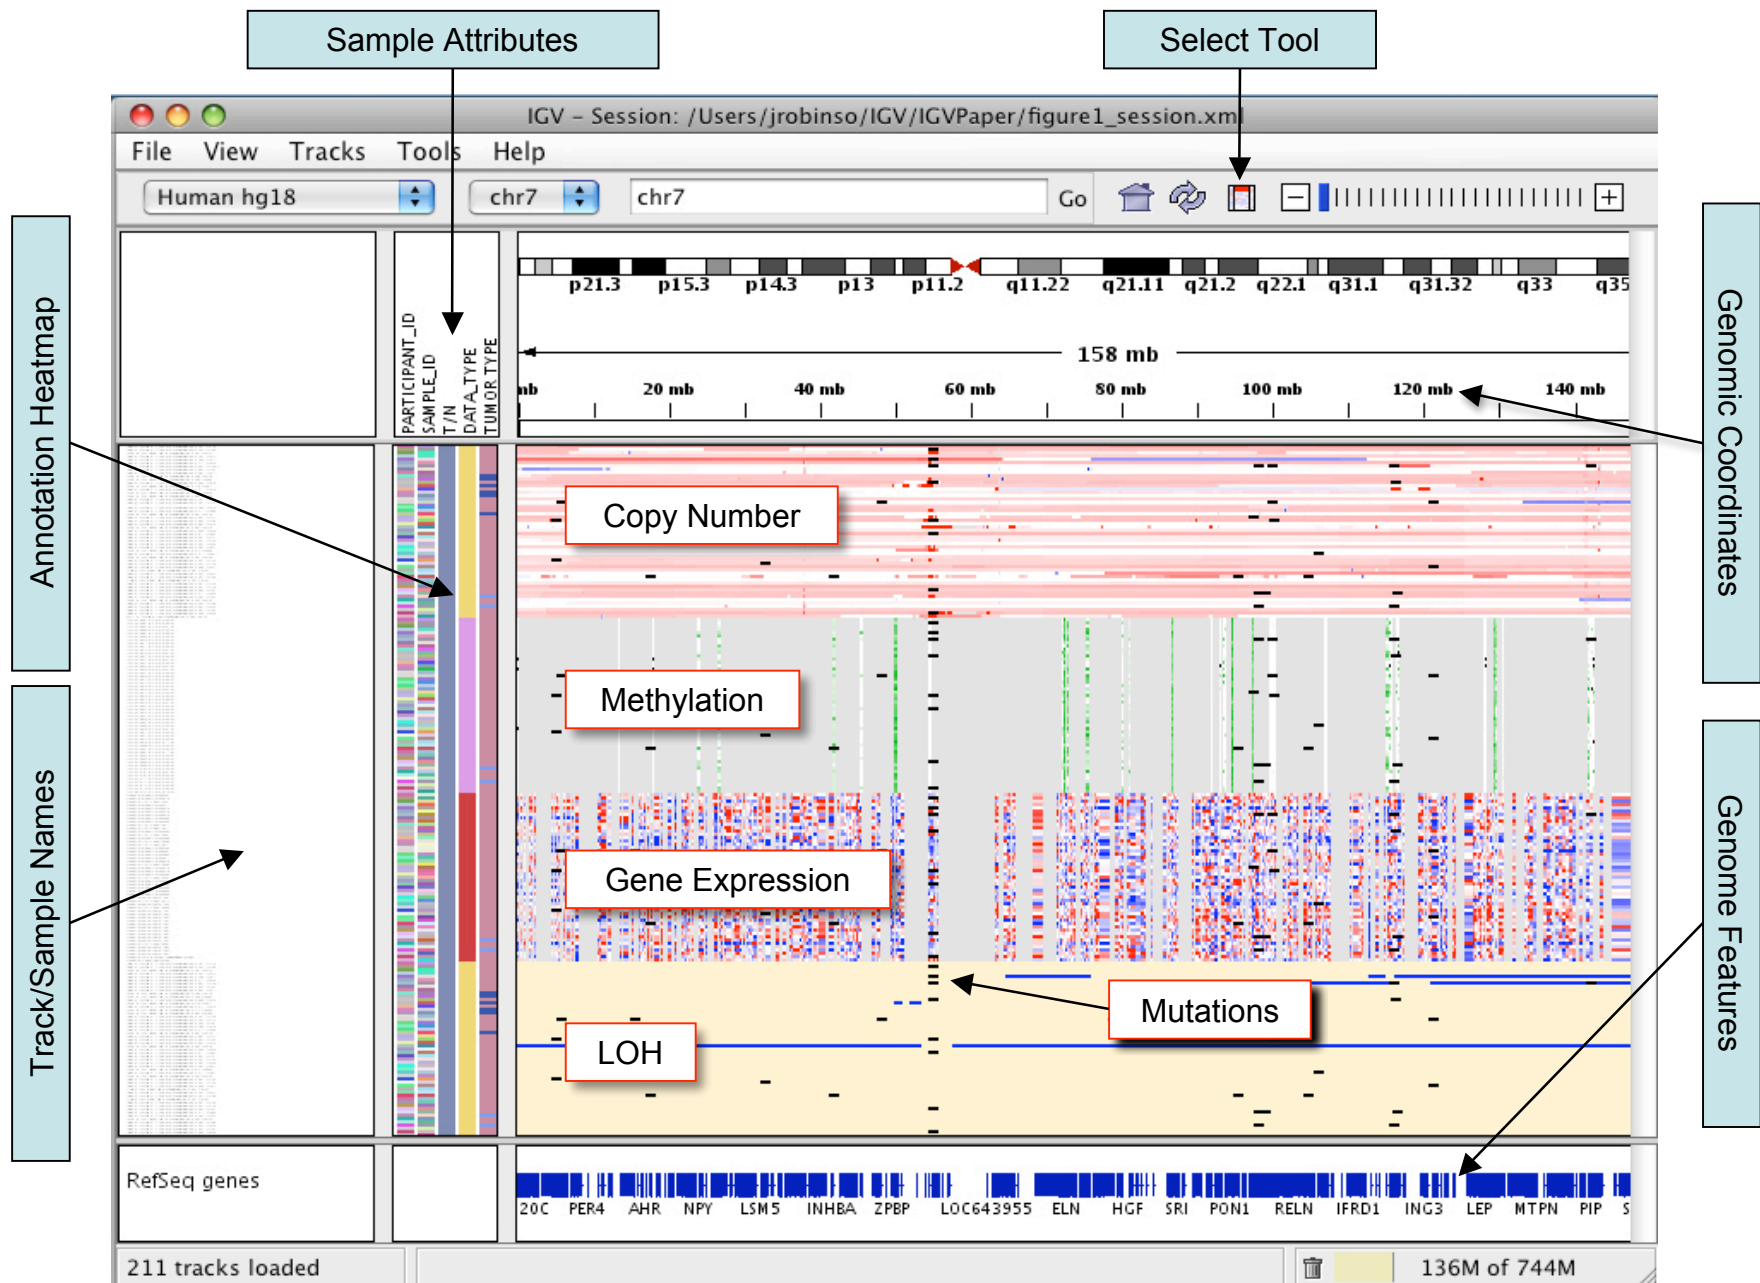 Sample Attributes
Select Tool
IGV – Session: /Users/jrobinso/IGV/IGVPaper/figure1_session.xml
File View Tracks Tools Help
Human hg18 chr7 chr7 Go
Annotation Heatmap
Track/Sample Names
Genomic Coordinates
Genome Features
PARTICIPANT_ID
SAMPLE_ID
T/N
DATA_TYPE
TUMOR TYPE
p21.3 p15.3 p14.3 p13 p11.2 q11.22 q21.11 q21.2 q22.1 q31.1 q31.32 q33 q35
158 mb
mb 20 mb 40 mb 60 mb 80 mb 100 mb 120 mb 140 mb
Copy Number
Methylation
Gene Expression
Mutations
LOH
RefSeq genes
20C PER4 AHR NPY LSM5 INHBA ZPBP LOC643955 ELN HGF SRI PON1 RELN IFRD1 ING3 LEP MTPN PIP S
211 tracks loaded
136M of 744M